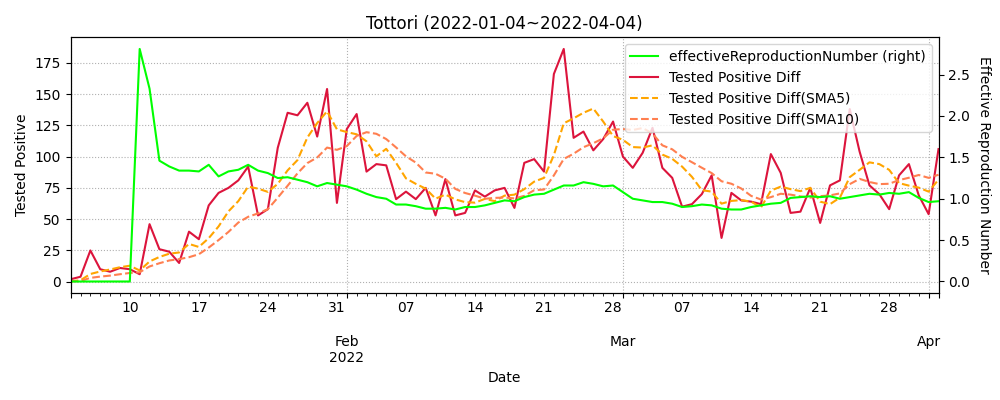 Tottori (2022-01-04~2022-04-04)
effectiveReproductionNumber (right)
Tested Positive Diff
Tested Positive Diff(SMA5)
Tested Positive Diff(SMA10)
Tested Positive
175
150
125
100
75
50
25
0
Effective Reproduction Number
2.5
2.0
1.5
1.0
0.5
0.0
10 17 24 31 07 14 21 28 07 14 21 28
Feb Mar Apr
2022
Date